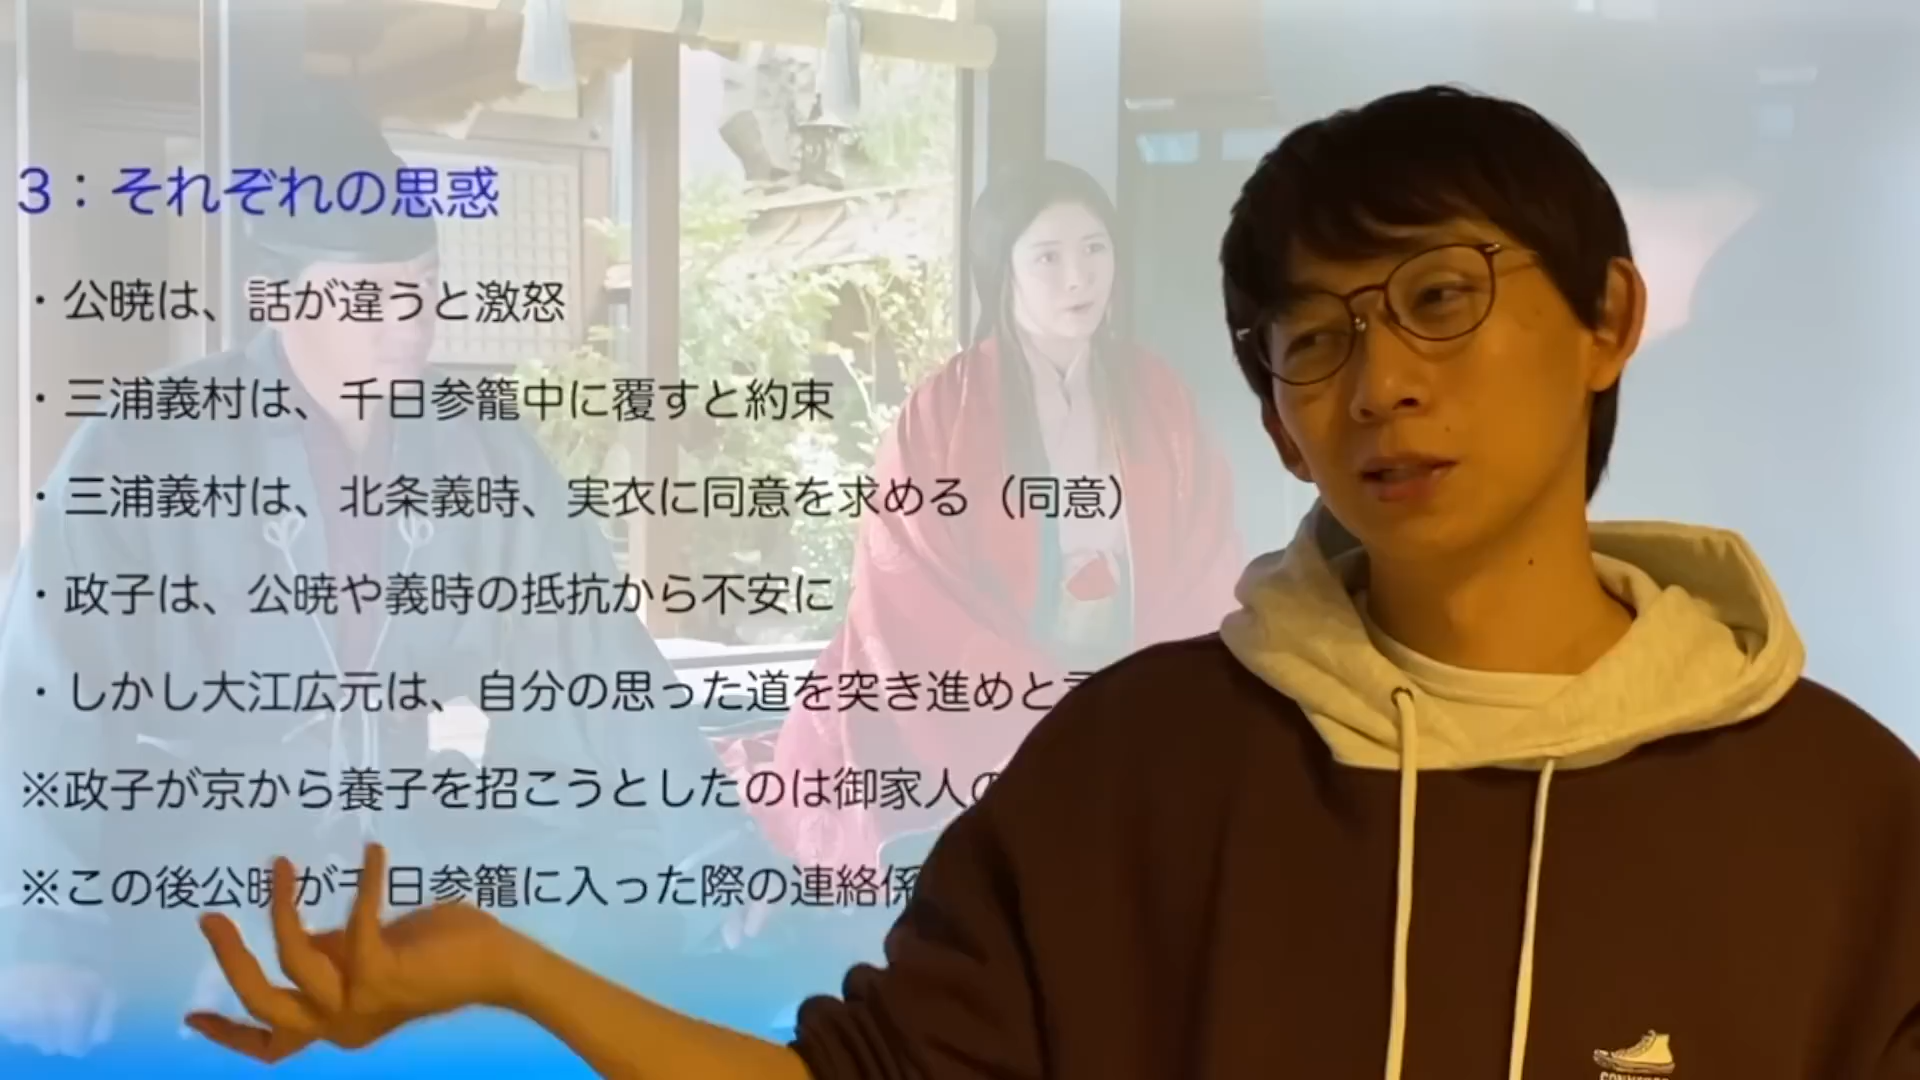 3：それぞれの思惑
・公暁は、話が違うと激怒
・三浦義村は、千日参籠中に覆すと約束
・三浦義村は、北条義時、実衣に同意を求める（同意）
・政子は、公暁や義時の抵抗から不安に
・しかし大江広元は、自分の思った道を突き進めと
※政子が京から養子を招こうとしたのは御家人
※この後公暁が千日参籠に入った際の連絡係